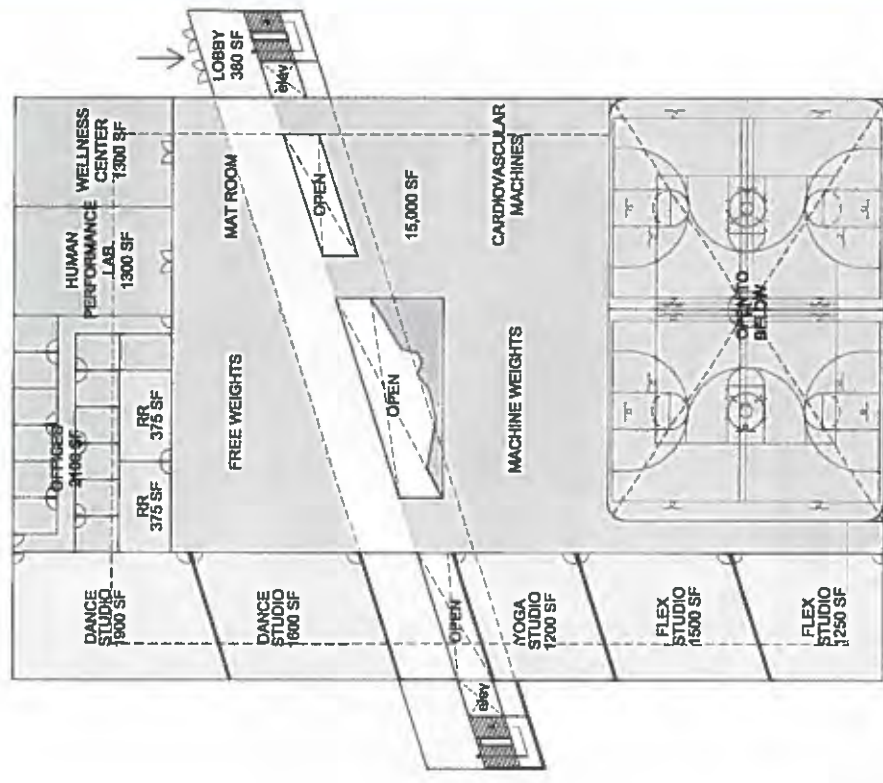 LOBBY
380 SF
elev
WELLNESS
CENTER
1300 SF
HUMAN
PERFORMANCE
LAB
1300 SF
OFFICES
2100 SF
RR
375 SF
RR
375 SF
MAT ROOM
OPEN
FREE WEIGHTS
OPEN
15,000 SF
CARDIOVASCULAR
MACHINES
MACHINE WEIGHTS
OPEN TO
BELOW
DANCE
STUDIO
1900 SF
DANCE
STUDIO
1600 SF
OPEN
elev
YOGA
STUDIO
1200 SF
FLEX
STUDIO
1500 SF
FLEX
STUDIO
1250 SF